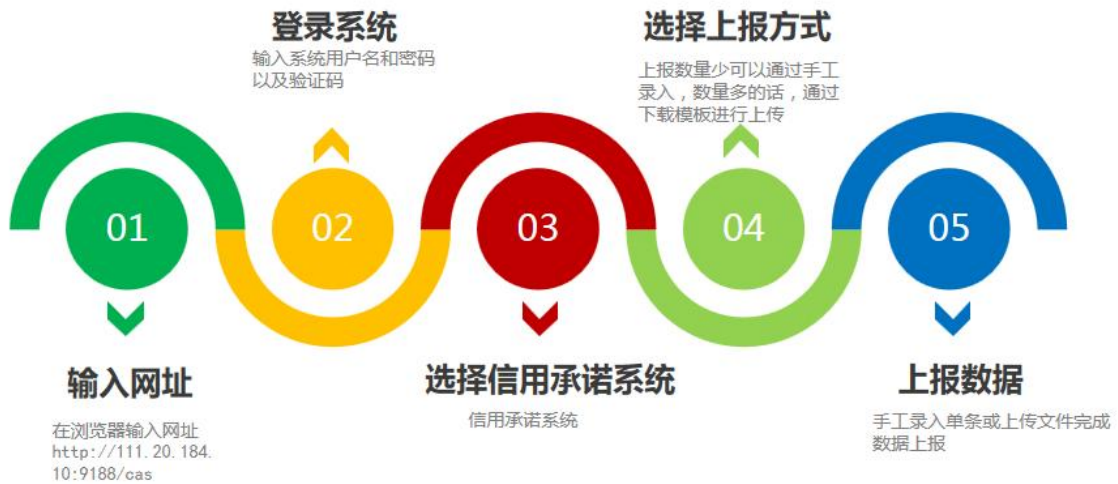 登录系统
输入系统用户名和密码
以及验证码
选择上报方式
上报数量少可以通过手工
录入，数量多的话，通过
下载模板进行上传
01
02
03
04
05
输入网址
在浏览器输入网址
http://111.20.184.
10:9188/cas
选择信用承诺系统
信用承诺系统
上报数据
手工录入单条或上传文件完成
数据上报